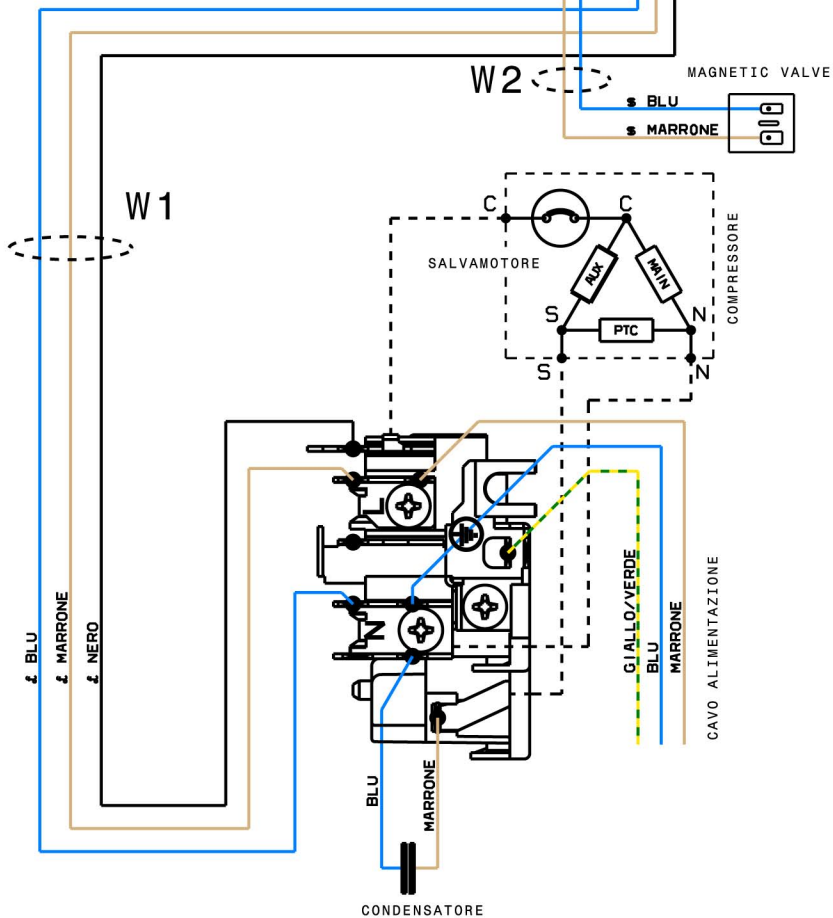 W2
MAGNETIC VALVE
s BLU
s MARRONE
W1
C
C
SALVAMOTORE
AUX
MAIN
COMPRESSORE
S
PTC
N
S
N
L
N
£ BLU
£ MARRONE
£ NERO
GIALLO/VERDE
BLU
MARRONE
CAVO ALIMENTAZIONE
BLU
MARRONE
CONDENSATORE